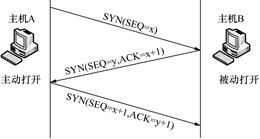 主机A
主机B
SYN(SEQ=x)
SYN(SEQ=y,ACK=x+1)
主动打开
被动打开
SYN(SEQ=x+1,ACK=y+1)